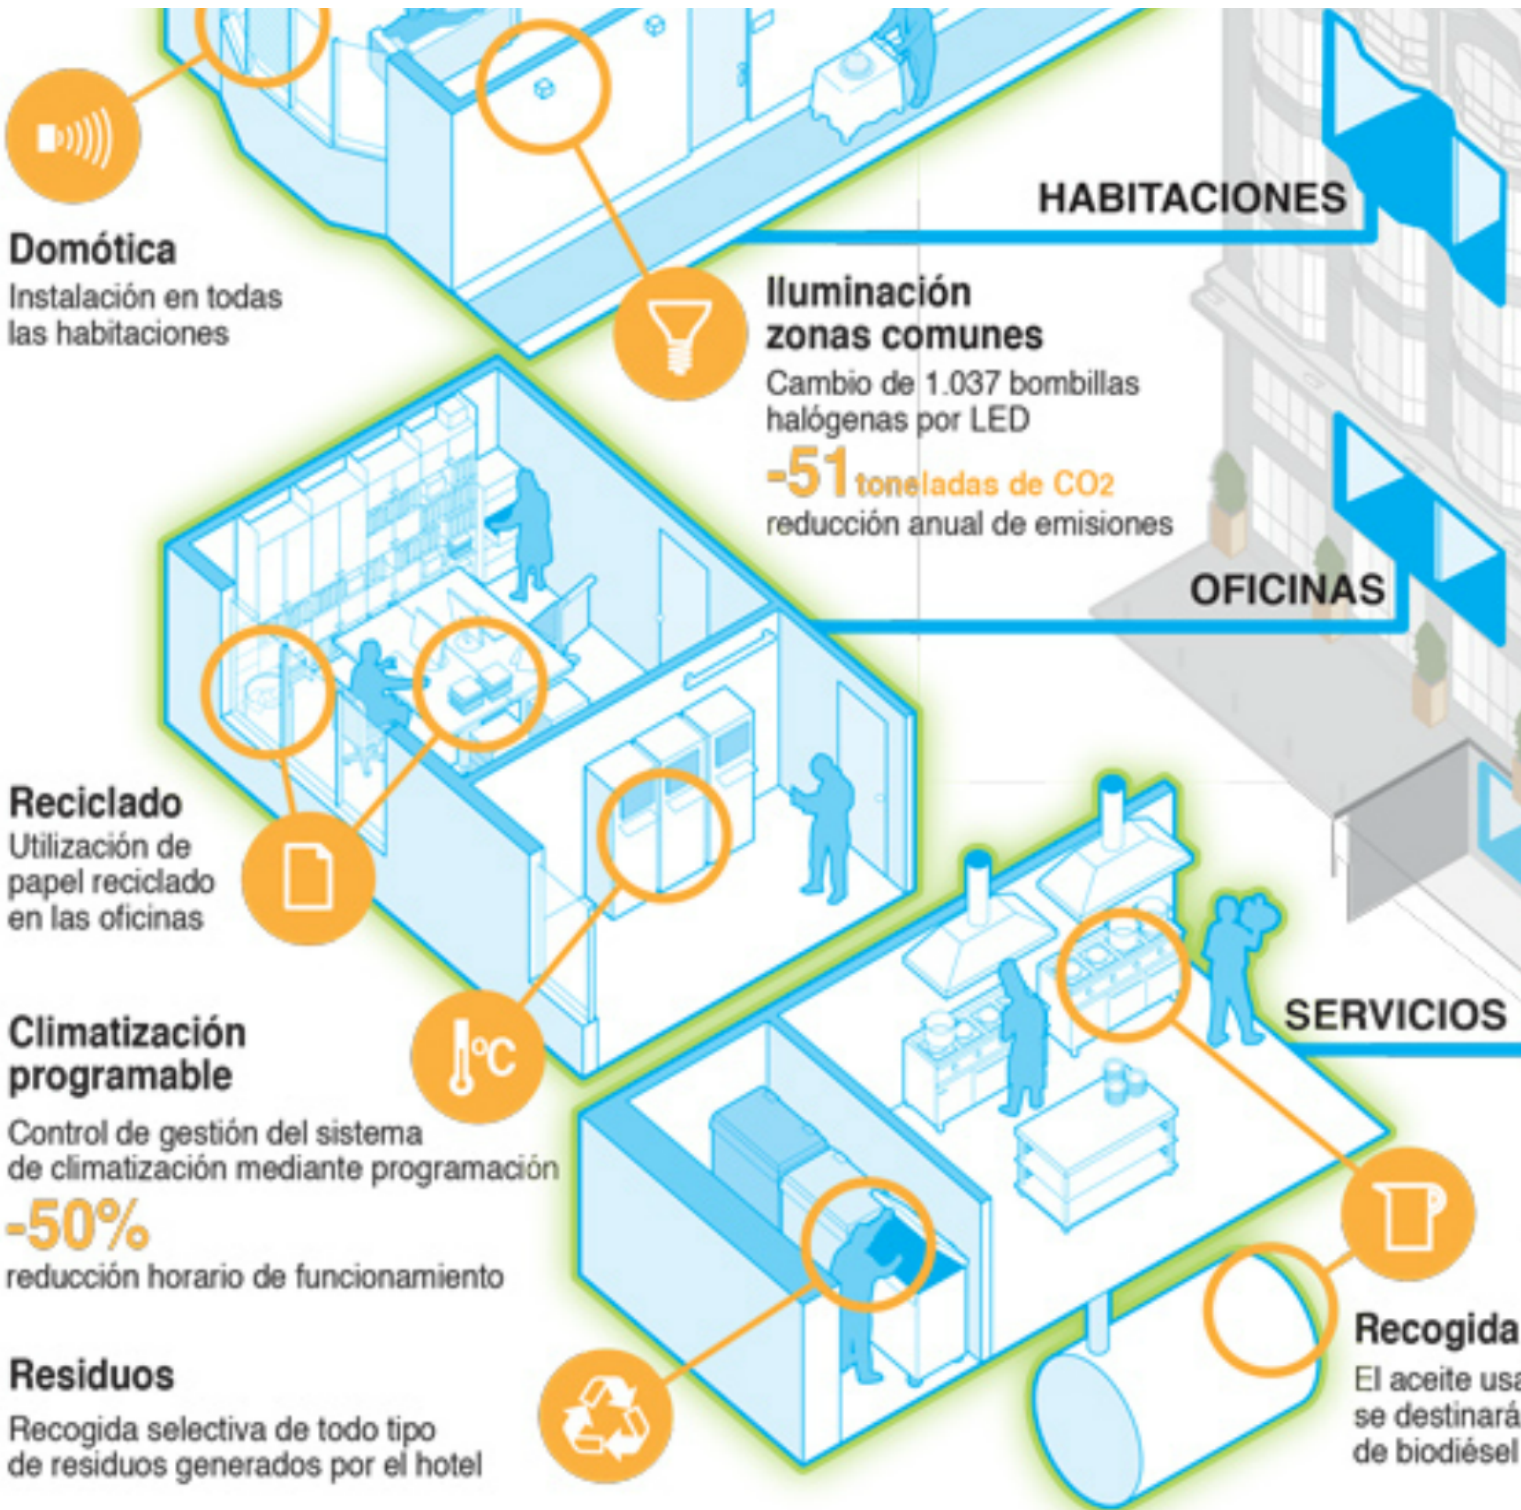 HABITACIONES
Domótica
Instalación en todas
las habitaciones
Iluminación
zonas comunes
Cambio de 1.037 bombillas
halógenas por LED
-51 toneladas de CO2
reducción anual de emisiones
OFICINAS
Reciclado
Utilización de
papel reciclado
en las oficinas
Climatización
programable
Control de gestión del sistema
de climatización mediante programación
-50%
reducción horario de funcionamiento
ºC
SERVICIOS
Residuos
Recogida selectiva de todo tipo
de residuos generados por el hotel
Recogida
El aceite usa
se destinará
de biodiésel